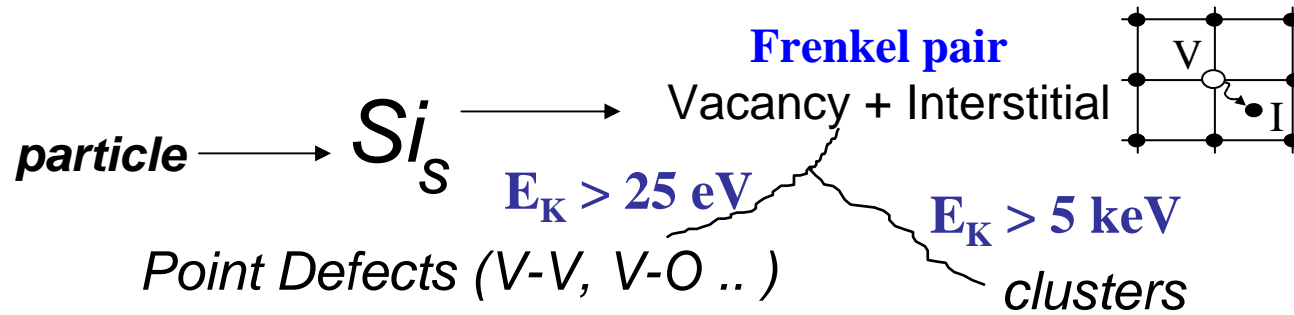 Frenkel pair
Vacancy + Interstitial
V
I
particle
Si_s
E_K > 25 eV
E_K > 5 keV
Point Defects (V-V, V-O .. )
clusters